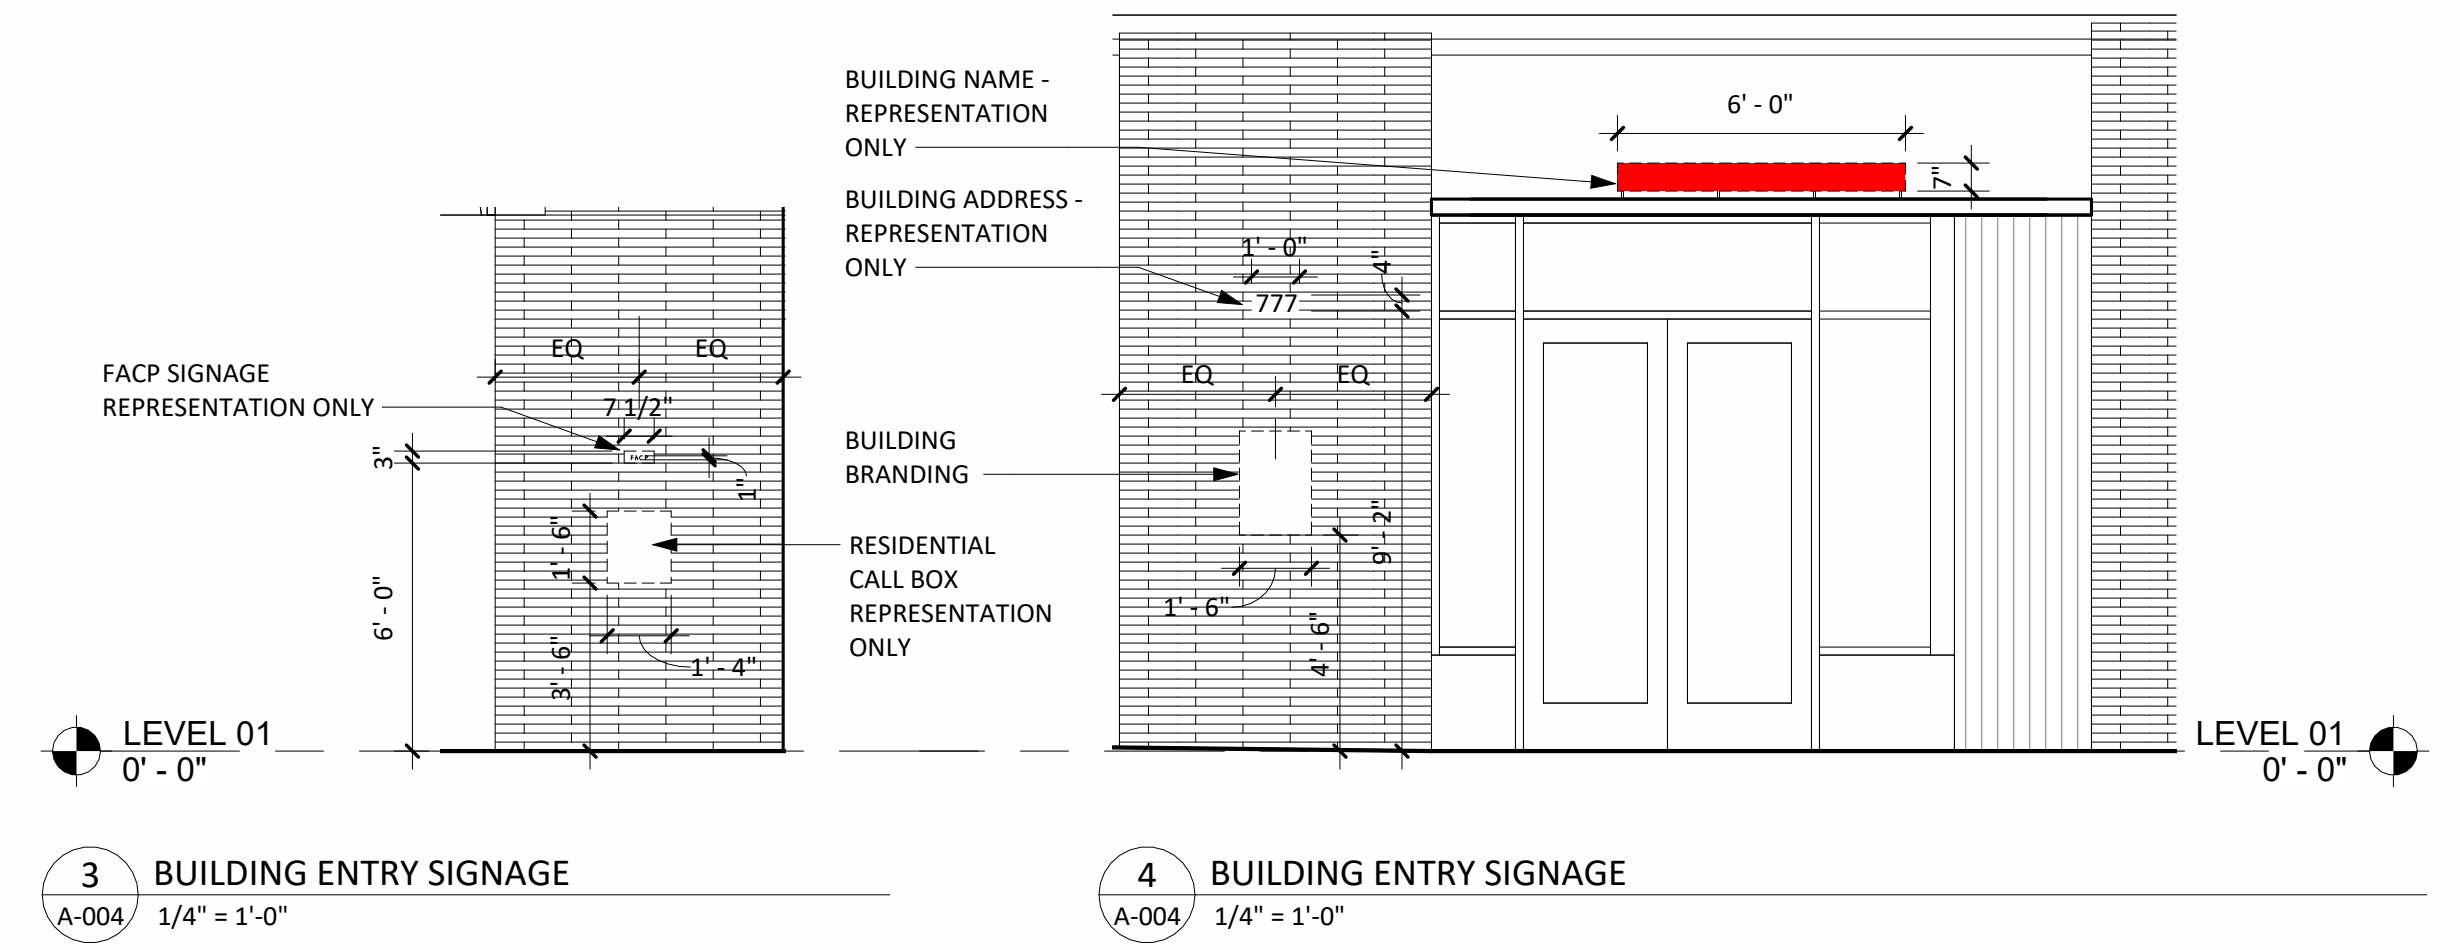 FACP SIGNAGE
REPRESENTATION ONLY
EQ
EQ
7 1/2"
3"
FACP
1"
1' - 6"
6' - 0"
3' - 6"
1' - 4"
RESIDENTIAL
CALL BOX
REPRESENTATION
ONLY
LEVEL 01
0' - 0"
3
A-004
BUILDING ENTRY SIGNAGE
1/4" = 1'-0"
BUILDING NAME -
REPRESENTATION
ONLY
BUILDING ADDRESS -
REPRESENTATION
ONLY
BUILDING
BRANDING
6' - 0"
7"
1' - 0"
4"
777
EQ
EQ
9' - 2"
1' - 6"
4' - 6"
LEVEL 01
0' - 0"
4
A-004
BUILDING ENTRY SIGNAGE
1/4" = 1'-0"